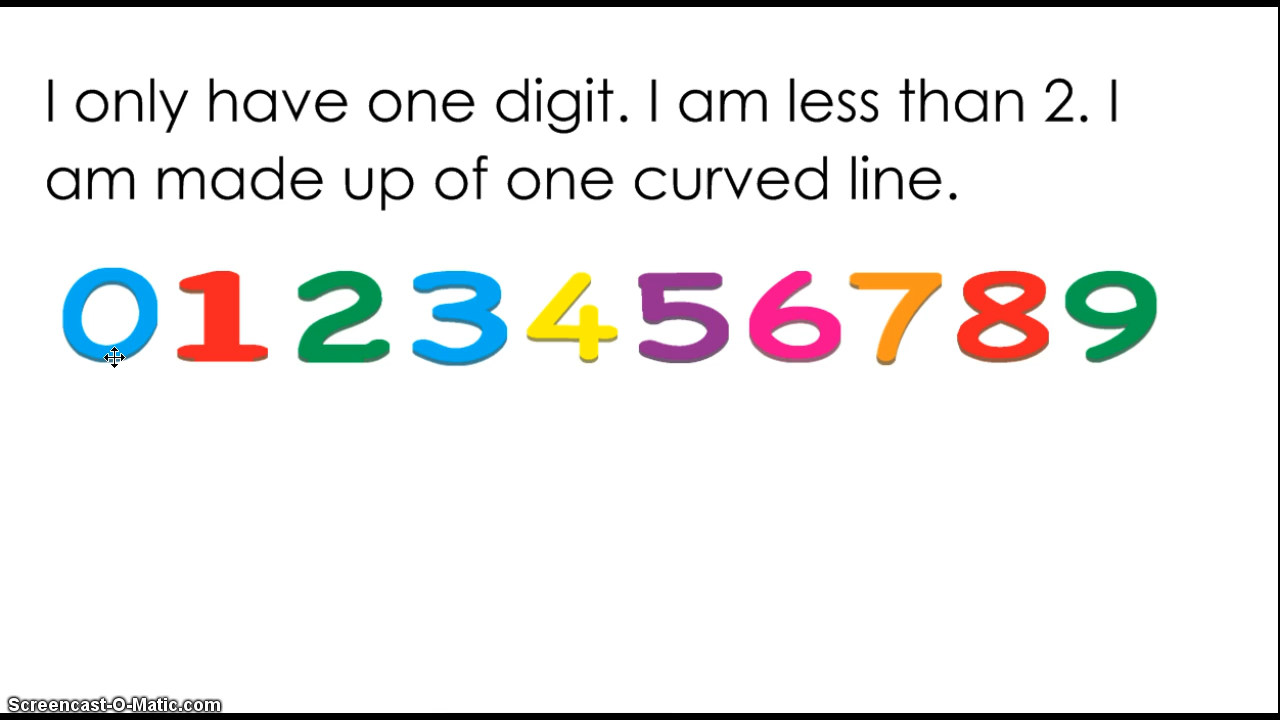 I only have one digit. I am less than 2. I
am made up of one curved line.
0123456789
Screencast-O-Matic.com